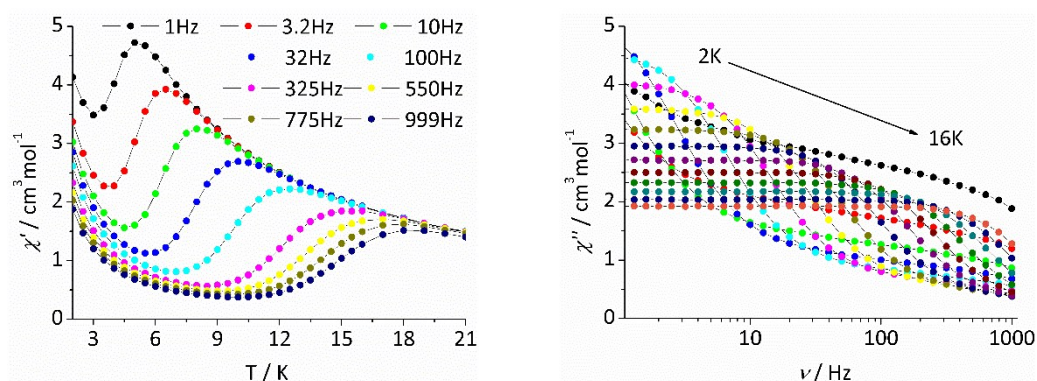 1Hz 3.2Hz 10Hz
32Hz 100Hz
325Hz 550Hz
775Hz 999Hz
χ′ / cm³mol⁻¹
5
4
3
2
1
0
3 6 9 12 15 18 21
T / K
2K
16K
χ′′ / cm³mol⁻¹
5
4
3
2
1
0
10 100 1000
ν / Hz